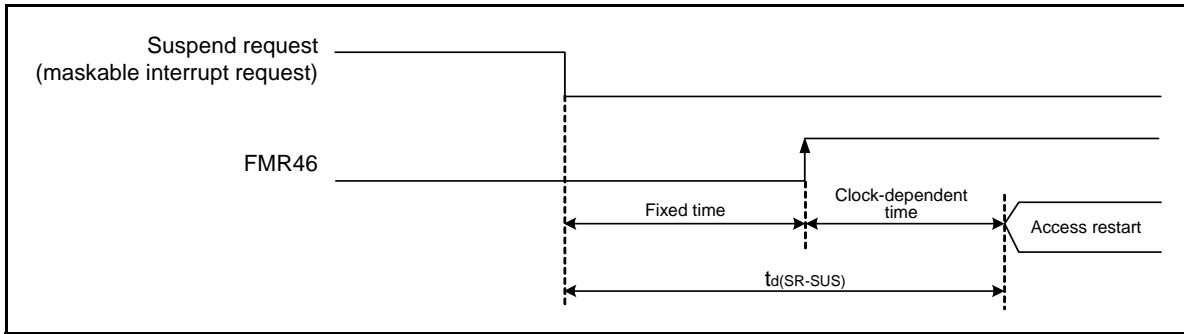 Suspend request
(maskable interrupt request)
FMR46
Fixed time
Clock-dependent
time
Access restart
td(SR-SUS)